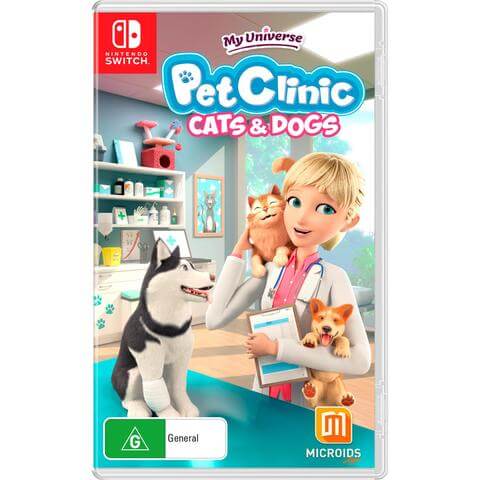 NINTENDO
SWITCH
My Universe
Pet Clinic
CATS & DOGS
G
General
M
MICROIDS